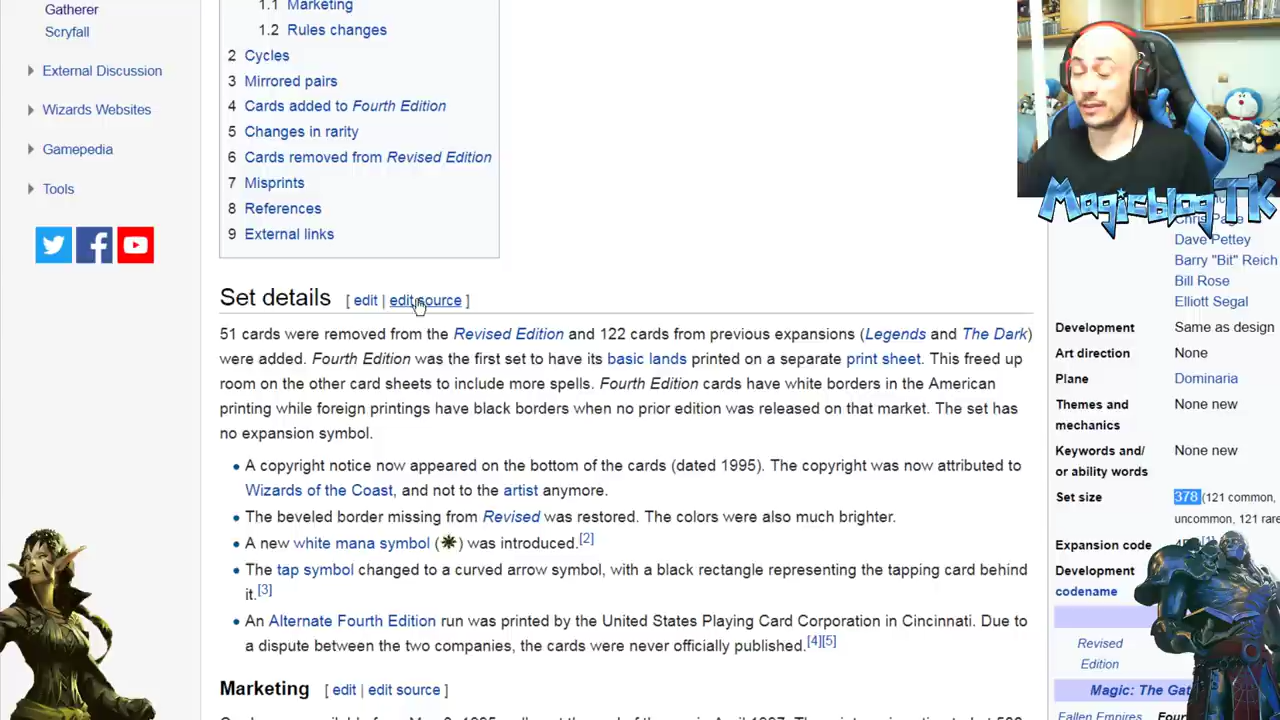 Gatherer
Scryfall
External Discussion
Wizards Websites
Gamepedia
Tools
1.1 Marketing
1.2 Rules changes
2 Cycles
3 Mirrored pairs
4 Cards added to Fourth Edition
5 Changes in rarity
6 Cards removed from Revised Edition
7 Misprints
8 References
9 External links
Set details [ edit | edit source ]
51 cards were removed from the Revised Edition and 122 cards from previous expansions (Legends and The Dark)
were added. Fourth Edition was the first set to have its basic lands printed on a separate print sheet. This freed up
room on the other card sheets to include more spells. Fourth Edition cards have white borders in the American
printing while foreign printings have black borders when no prior edition was released on that market. The set has
no expansion symbol.
• A copyright notice now appeared on the bottom of the cards (dated 1995). The copyright was now attributed to
Wizards of the Coast, and not to the artist anymore.
• The beveled border missing from Revised was restored. The colors were also much brighter.
• A new white mana symbol ( ) was introduced.[2]
• The tap symbol changed to a curved arrow symbol, with a black rectangle representing the tapping card behind
it.[3]
• An Alternate Fourth Edition run was printed by the United States Playing Card Corporation in Cincinnati. Due to
a dispute between the two companies, the cards were never officially published.[4][5]
Marketing [ edit | edit source ]
MagicblogTK
Chris Page
Dave Pettey
Barry "Bit" Reich
Bill Rose
Elliott Segal
Development Same as design
Art direction None
Plane Dominaria
Themes and None new
mechanics
Keywords and/ None new
or ability words
Set size 378 (121 common,
uncommon, 121 rare
Expansion code
Development
codename
Revised
Edition
Magic: The Gat
Fallen Empires Four